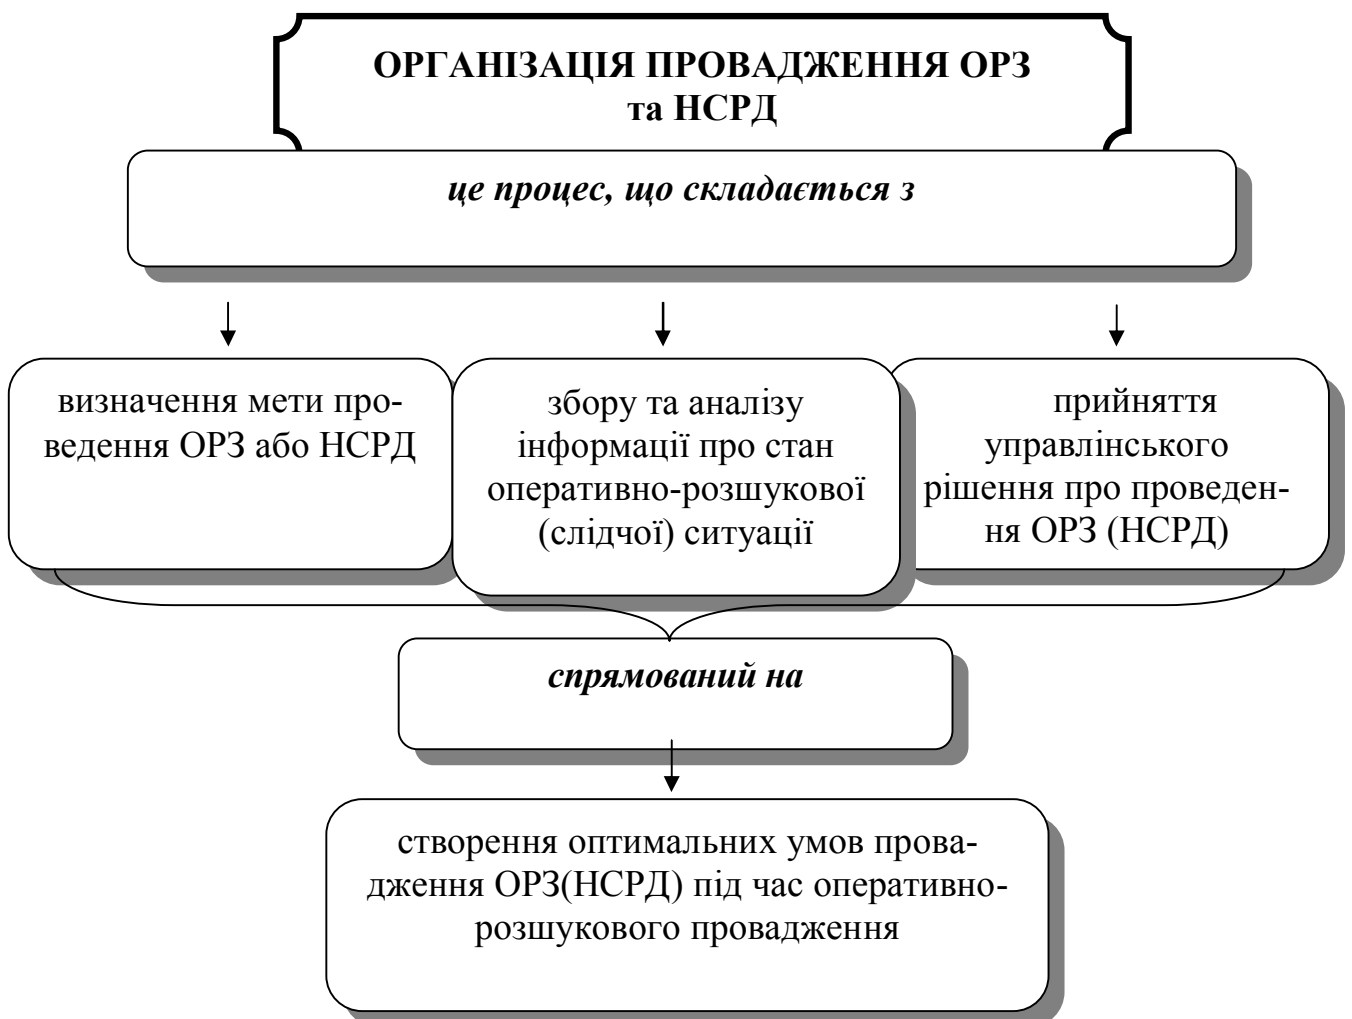 ОРГАНІЗАЦІЯ ПРОВАДЖЕННЯ ОРЗ
та НСРД
це процес, що складається з
визначення мети про-
ведення ОРЗ або НСРД
збору та аналізу
інформації про стан
оперативно-розшукової
(слідчої) ситуації
прийняття
управлінського
рішення про проведен-
ня ОРЗ (НСРД)
спрямований на
створення оптимальних умов прова-
дження ОРЗ(НСРД) під час оперативно-
розшукового провадження